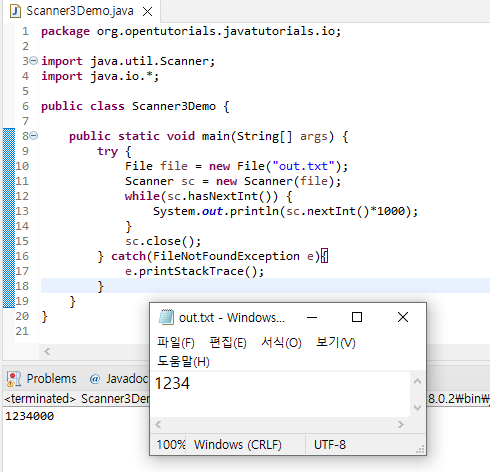 Scanner3Demo.java
1 package org.opentutorials.javatutorials.io;
2
3 import java.util.Scanner;
4 import java.io.*;
5
6 public class Scanner3Demo {
7
8 public static void main(String[] args) {
9 try {
10 File file = new File("out.txt");
11 Scanner sc = new Scanner(file);
12 while(sc.hasNextInt()) {
13 System.out.println(sc.nextInt()*1000);
14 }
15 sc.close();
16 } catch(FileNotFoundException e){
17 e.printStackTrace();
18 }
19 }
20 }
21
out.txt - Windows...
파일(F) 편집(E) 서식(O) 보기(V)
도움말(H)
1234
100% Windows (CRLF) UTF-8
Problems @ Javadoc
<terminated> Scanner3Dem 8.0.2₩bin₩
1234000